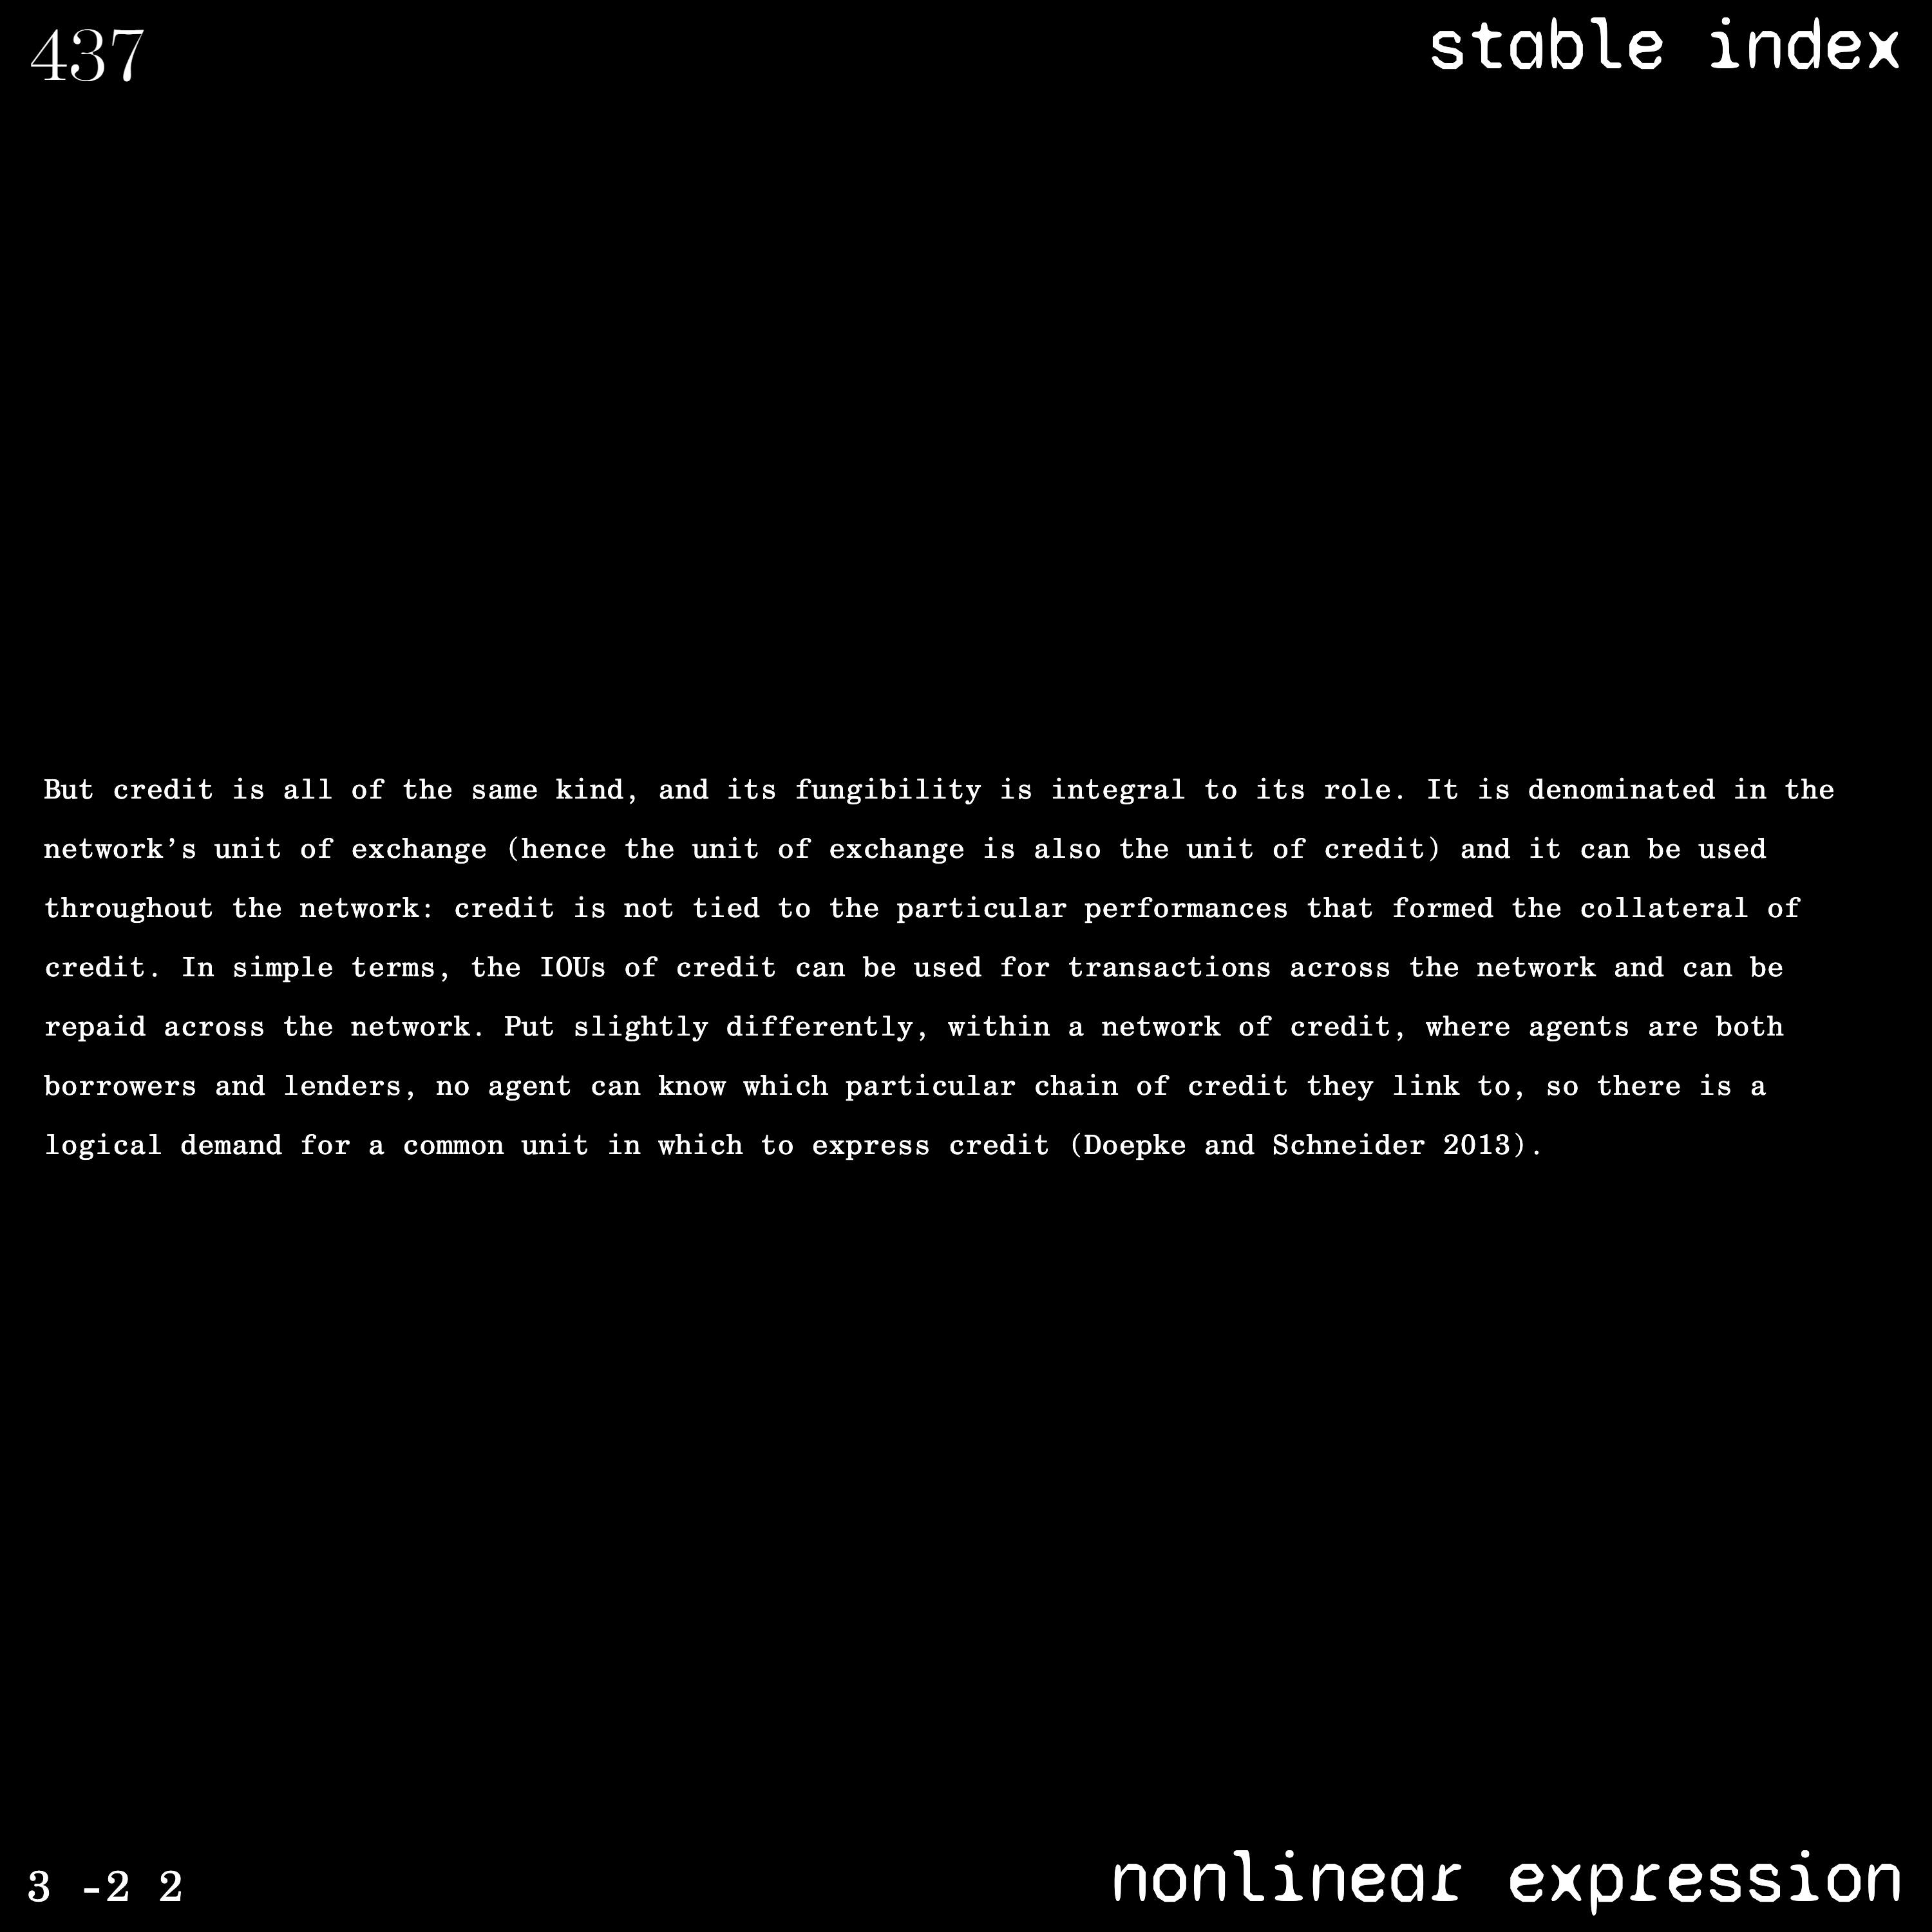 437
stable index
But credit is all of the same kind, and its fungibility is integral to its role. It is denominated in the
network’s unit of exchange (hence the unit of exchange is also the unit of credit) and it can be used
throughout the network: credit is not tied to the particular performances that formed the collateral of
credit. In simple terms, the IOUs of credit can be used for transactions across the network and can be
repaid across the network. Put slightly differently, within a network of credit, where agents are both
borrowers and lenders, no agent can know which particular chain of credit they link to, so there is a
logical demand for a common unit in which to express credit (Doepke and Schneider 2013).
3 -2 2
nonlinear expression